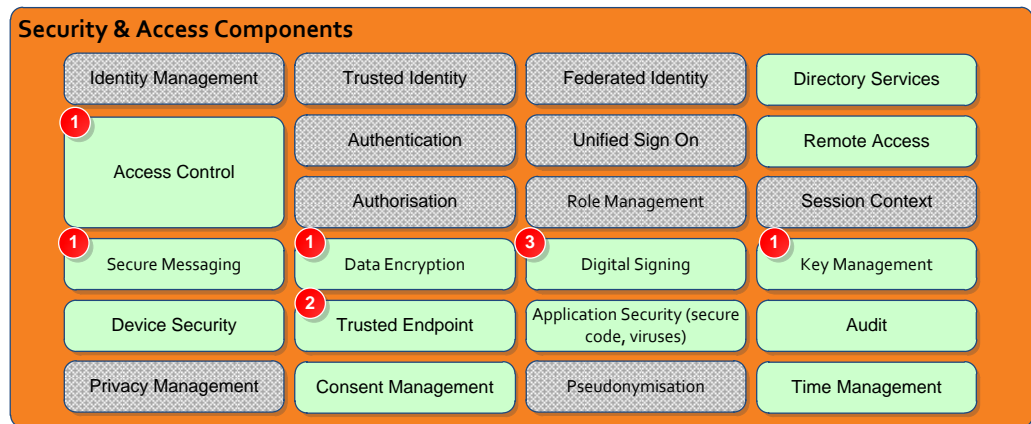 Security & Access Components
Identity Management
Trusted Identity
Federated Identity
Directory Services
1
Access Control
Authentication
Unified Sign On
Remote Access
Authorisation
Role Management
Session Context
1
Secure Messaging
1
Data Encryption
3
Digital Signing
1
Key Management
Device Security
2
Trusted Endpoint
Application Security (secure
code, viruses)
Audit
Privacy Management
Consent Management
Pseudonymisation
Time Management